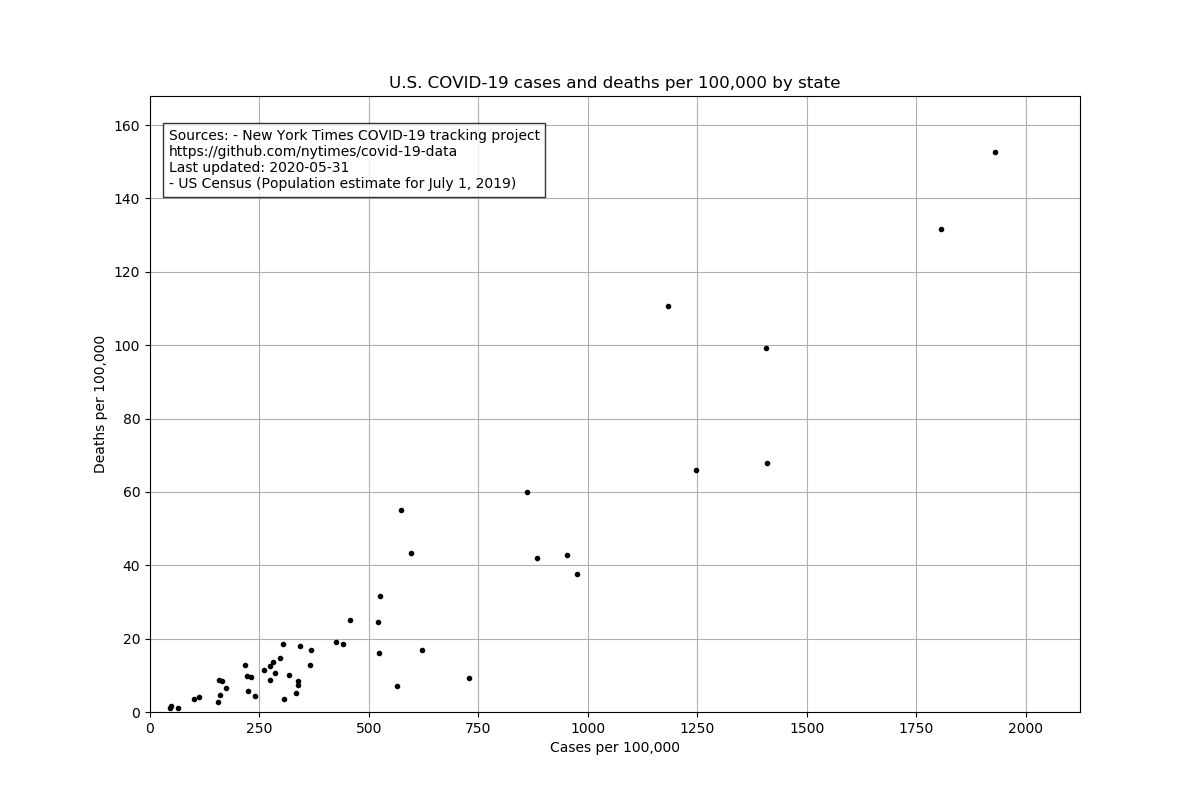 U.S. COVID-19 cases and deaths per 100,000 by state
Sources: - New York Times COVID-19 tracking project
https://github.com/nytimes/covid-19-data
Last updated: 2020-05-31
- US Census (Population estimate for July 1, 2019)
Deaths per 100,000
160
140
120
100
80
60
40
20
0
0 250 500 750 1000 1250 1500 1750 2000
Cases per 100,000